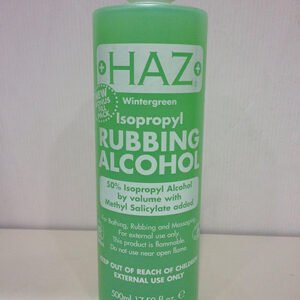 +HAZ+
NEW
PACK
Wintergreen
Isopropyl
RUBBING
ALCOHOL
50% Isopropyl Alcohol
by volume with
Methyl Salicylate added
For Bathing, Rubbing and Massaging
For external use only
This product is flammable.
Do not use near open flame.
KEEP OUT OF REACH OF CHILDREN
EXTERNAL USE ONLY
500ml